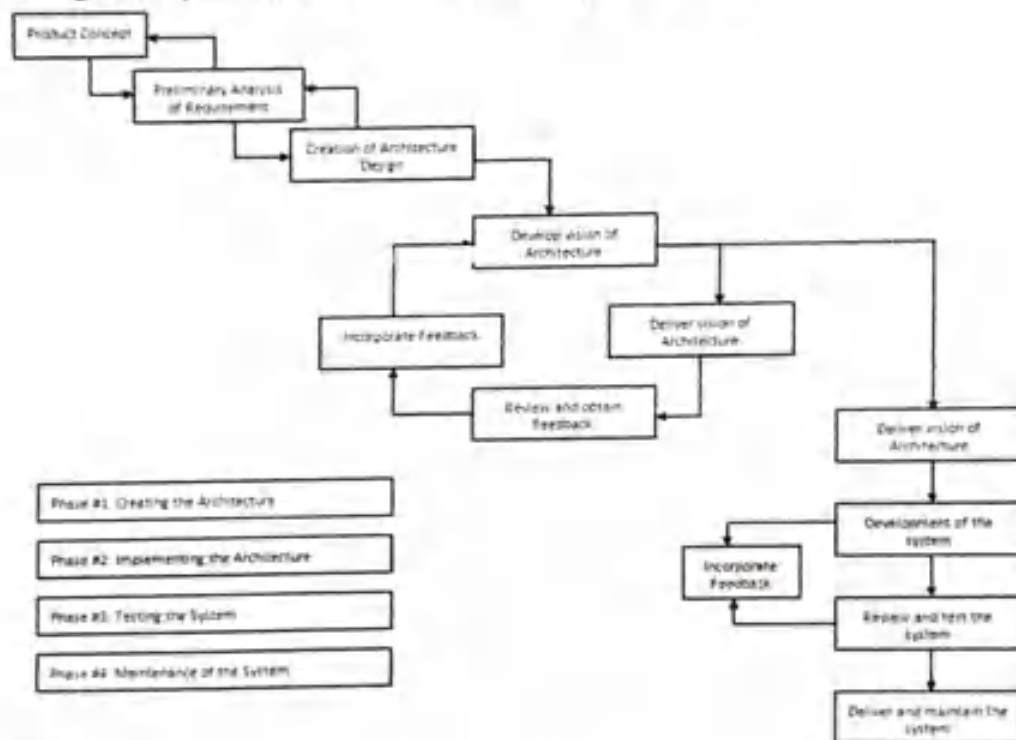 Product Concept
Preliminary Analysis
of Requirement
Creation of Architecture
Design
Develop vision of
Architecture
Incorporate Feedback
Deliver vision of
Architecture
Review and obtain
Feedback
Deliver vision of
Architecture
Phase #1: Creating the Architecture
Development of the
system
Phase #2: Implementing the Architecture
Incorporate
Feedback
Phase #3: Testing the System
Review and test the
system
Phase #4: Maintenance of the System
Deliver and maintain the
system